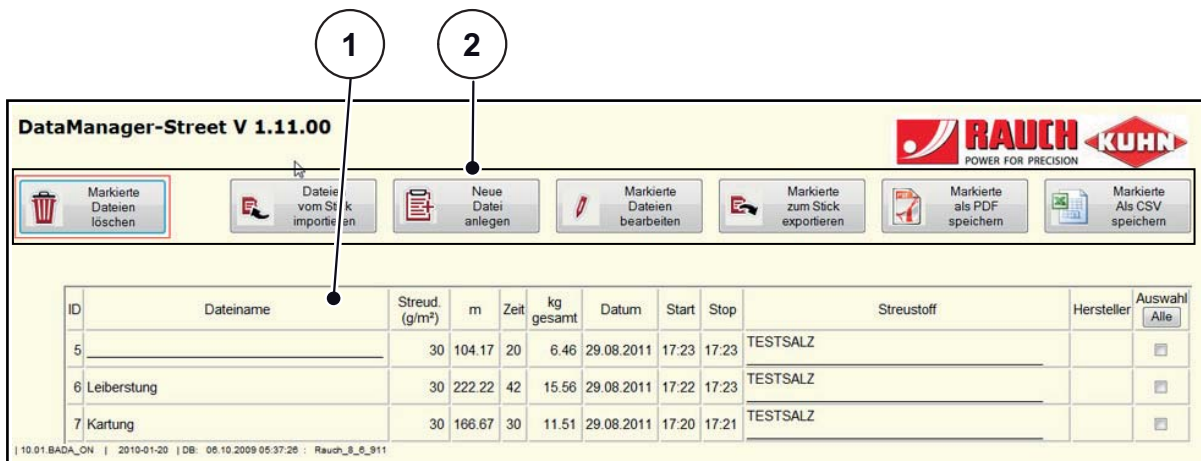 1 2
DataManager-Street V 1.11.00
RAUCH
POWER FOR PRECISION
KUHN
Markierte
Dateien
löschen
Dateien
vom Stick
importieren
Neue
Datei
anlegen
Markierte
Dateien
bearbeiten
Markierte
zum Stick
exportieren
PDF
Markierte
als PDF
speichern
Markierte
Als CSV
speichern
ID Dateiname Streud. (g/m²) m Zeit kg gesamt Datum Start Stop Streustoff Hersteller Auswahl Alle
5 30 104.17 20 6.46 29.08.2011 17:23 17:23 TESTSALZ
6 Leiberstung 30 222.22 42 15.56 29.08.2011 17:22 17:23 TESTSALZ
7 Kartung 30 166.67 30 11.51 29.08.2011 17:20 17:21 TESTSALZ
| 10.01.BADA_ON | 2010-01-20 | DB: 06.10.2009 05:37:26 : Rauch_8_6_911